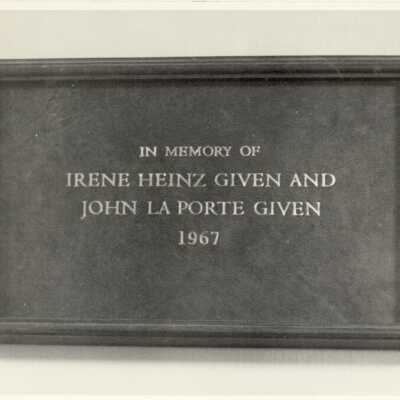 IN MEMORY OF
IRENE HEINZ GIVEN AND
JOHN LA PORTE GIVEN
1967